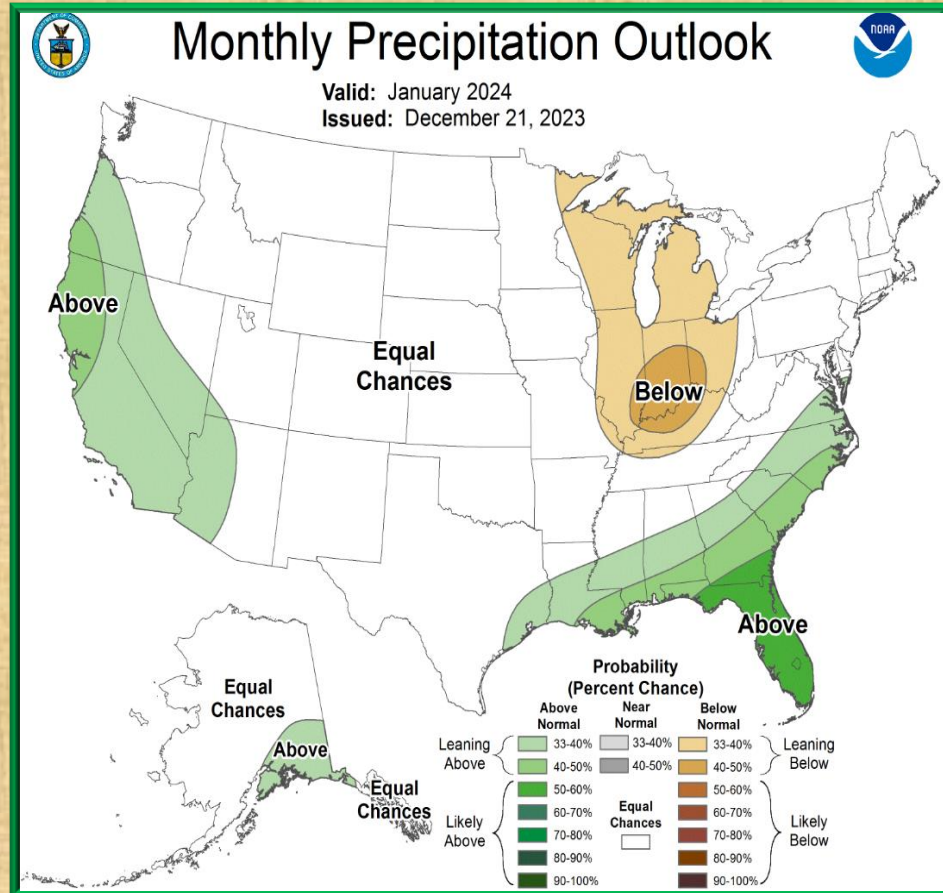 Monthly Precipitation Outlook
NOAA
Valid: January 2024
Issued: December 21, 2023
Above
Equal
Chances
Below
Above
Equal
Chances
Above
Equal
Chances
Probability
(Percent Chance)
Above
Normal
Near
Normal
Below
Normal
Leaning
Above
33-40%
33-40%
33-40%
Leaning
Below
40-50%
40-50%
40-50%
Likely
Above
50-60%
60-70%
70-80%
80-90%
90-100%
Equal
Chances
50-60%
60-70%
70-80%
80-90%
90-100%
Likely
Below